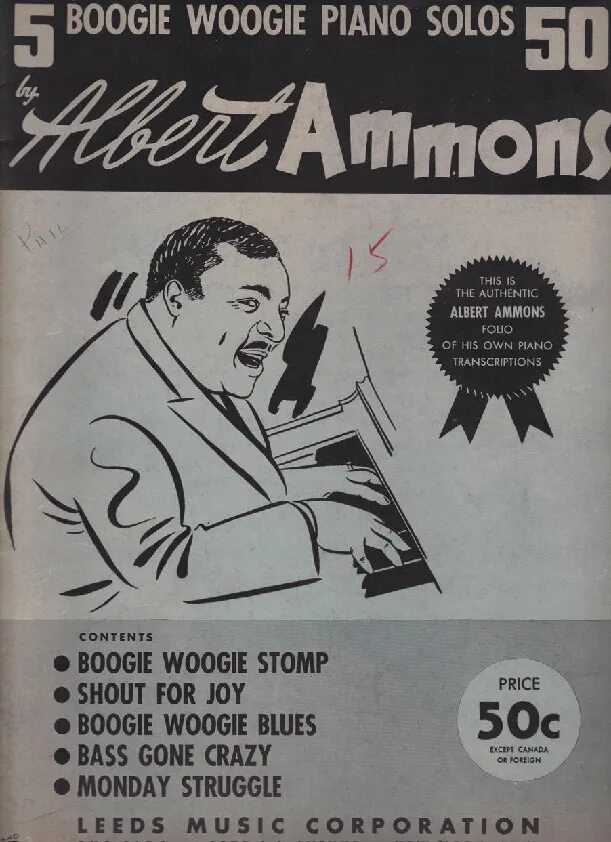 5 BOOGIE WOOGIE PIANO SOLOS 50
by Albert Ammons
15
THIS IS
THE AUTHENTIC
ALBERT AMMONS
FOLIO
OF HIS OWN PIANO
TRANSCRIPTIONS
CONTENTS
● BOOGIE WOOGIE STOMP
● SHOUT FOR JOY
● BOOGIE WOOGIE BLUES
● BASS GONE CRAZY
● MONDAY STRUGGLE
PRICE
50c
EXCEPT CANADA
OR FOREIGN
LEEDS MUSIC CORPORATION